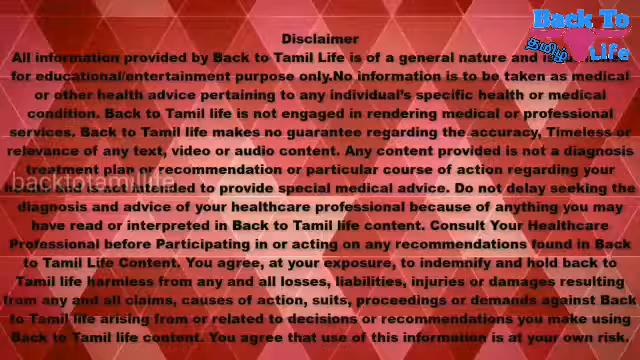 Back To
தமிழ் Life
Disclaimer
All information provided by Back to Tamil Life is of a general nature and is
for educational/entertainment purpose only.No information is to be taken as medical
or other health advice pertaining to any individual's specific health or medical
condition. Back to Tamil life is not engaged in rendering medical or professional
services. Back to Tamil life makes no guarantee regarding the accuracy, Timeless or
relevance of any text, video or audio content. Any content provided is not a diagnosis
treatment plan or recommendation or particular course of action regarding your
intended to provide special medical advice. Do not delay seeking the
backtotamillife
diagnosis and advice of your healthcare professional because of anything you may
have read or interpreted in Back to Tamil life content. Consult Your Healthcare
Professional before Participating in or acting on any recommendations found in Back
to Tamil Life Content. You agree, at your exposure, to indemnify and hold back to
Tamil life harmless from any and all losses, liabilities, injuries or damages resulting
from any and all claims, causes of action, suits, proceedings or demands against Back
to Tamil life arising from or related to decisions or recommendations you make using
Back to Tamil life content. You agree that use of this information is at your own risk.